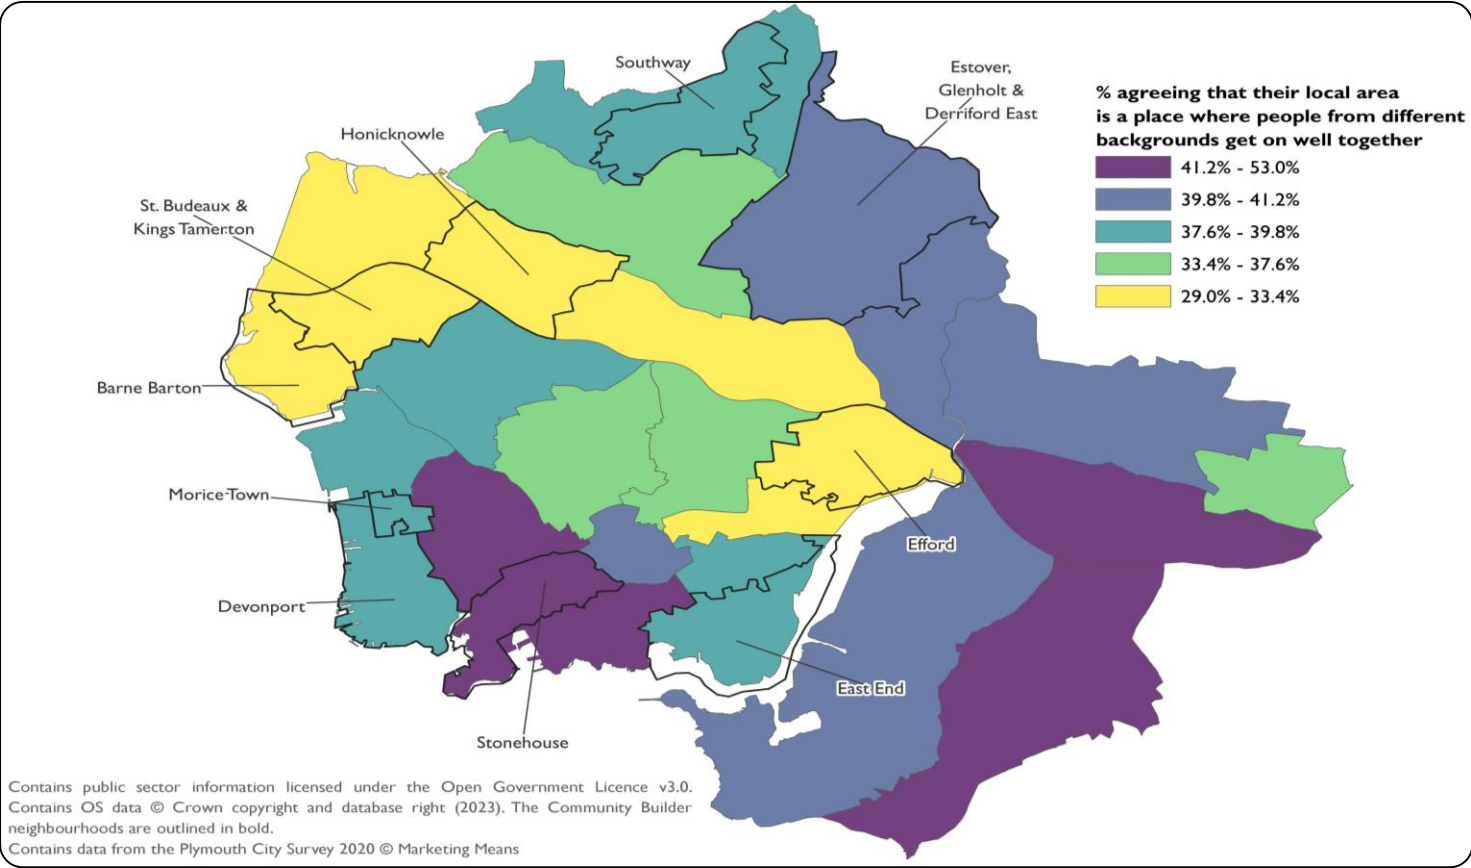 Southway
Estover,
Glenholt &
Derriford East
Honicknowle
St. Budeaux &
Kings Tamerton
Barne Barton
Morice Town
Devonport
Efford
East End
Stonehouse
% agreeing that their local area
is a place where people from different
backgrounds get on well together
41.2% - 53.0%
39.8% - 41.2%
37.6% - 39.8%
33.4% - 37.6%
29.0% - 33.4%
Contains public sector information licensed under the Open Government Licence v3.0.
Contains OS data © Crown copyright and database right (2023). The Community Builder
neighbourhoods are outlined in bold.
Contains data from the Plymouth City Survey 2020 © Marketing Means